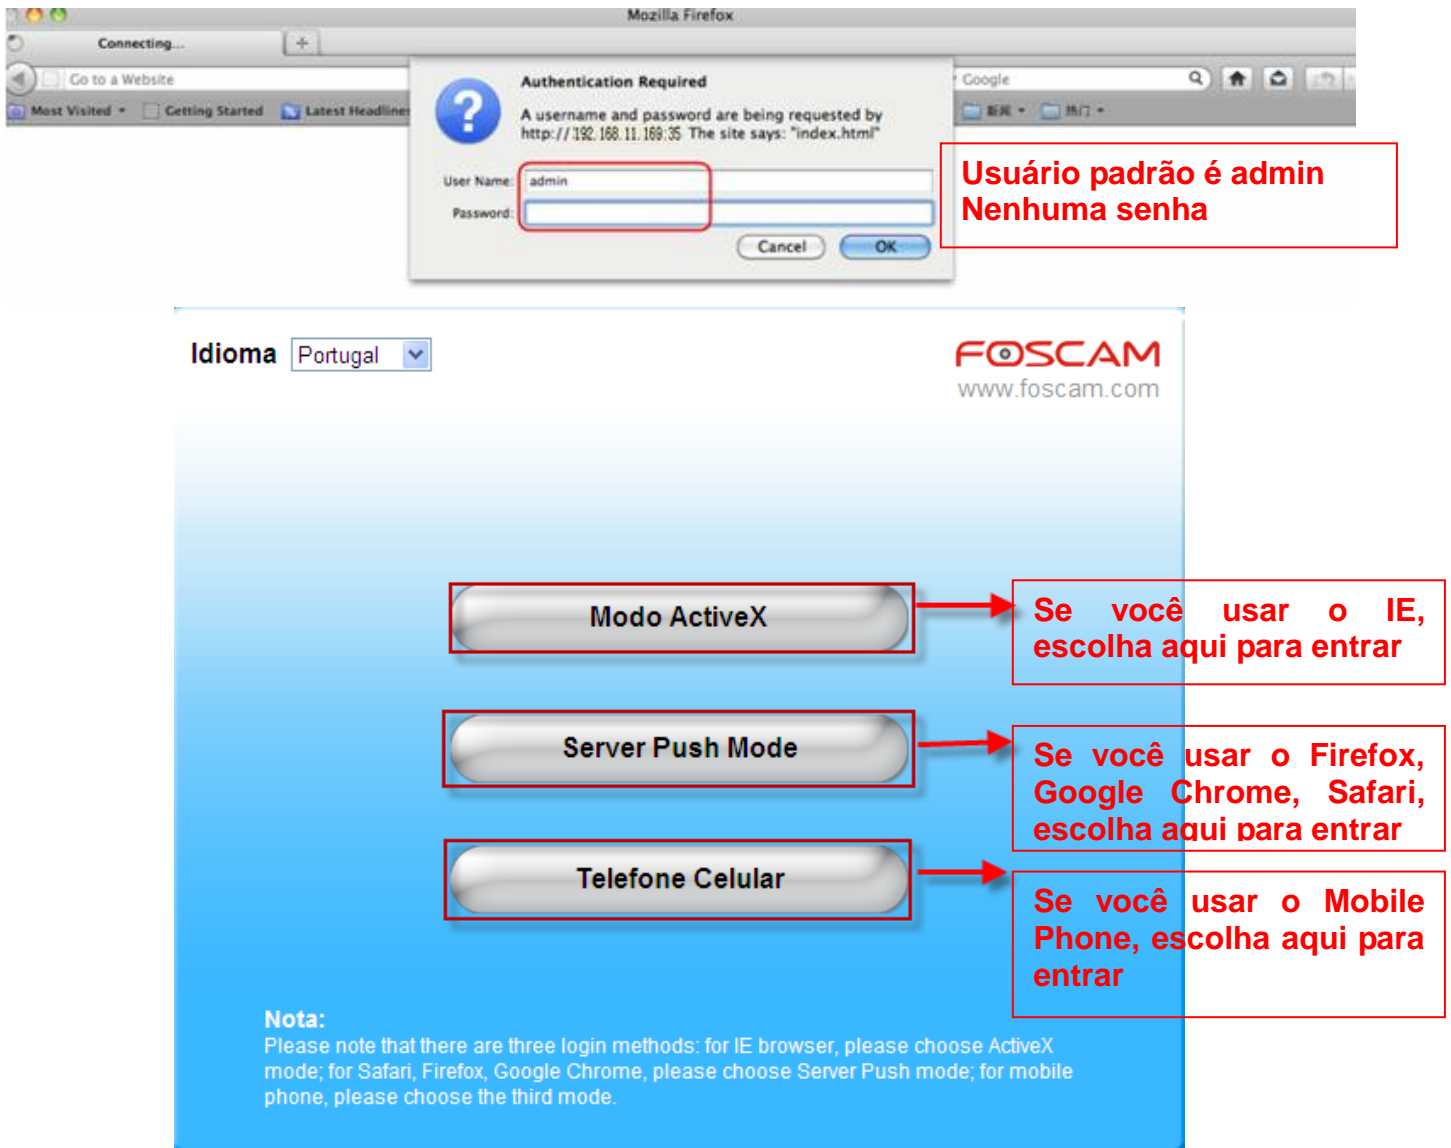 Mozilla Firefox
Connecting...
Go to a Website
Google
Most Visited
Getting Started
Latest Headlines
新闻
热门
Authentication Required
A username and password are being requested by
http://192.168.11.169:35 The site says: "index.html"
User Name: admin
Password:
Cancel
OK
Usuário padrão é admin
Nenhuma senha
Idioma Portugal
FOSCAM
www.foscam.com
Modo ActiveX
Se você usar o IE,
escolha aqui para entrar
Server Push Mode
Se você usar o Firefox,
Google Chrome, Safari,
escolha aqui para entrar
Telefone Celular
Se você usar o Mobile
Phone, escolha aqui para
entrar
Nota:
Please note that there are three login methods: for IE browser, please choose ActiveX
mode; for Safari, Firefox, Google Chrome, please choose Server Push mode; for mobile
phone, please choose the third mode.